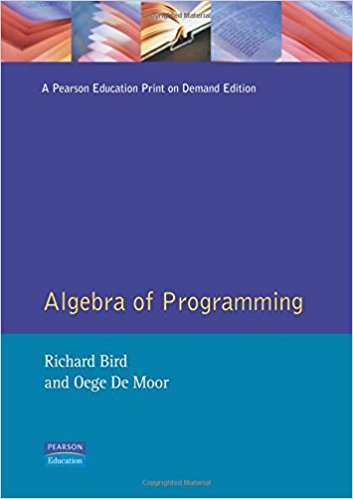 A Pearson Education Print on Demand Edition
Algebra of Programming
Richard Bird
and Oege De Moor
PEARSON
Education